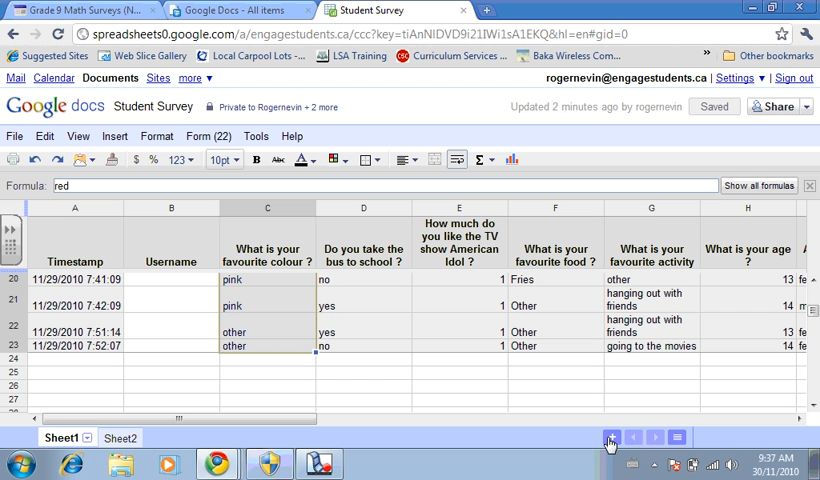 Grade 9 Math Surveys (N
Google Docs - All items
Student Survey
spreadsheets0.google.com/a/engagestudents.ca/ccc?key=tiAnNIDVD9i21IWi1sA1EKQ&hl=en#gid=0
Suggested Sites Web Slice Gallery Local Carpool Lots -... LSA Training CSC Curriculum Services ... Baka Wireless Com... » Other bookmarks
Mail Calendar Documents Sites more ▼ rogernevin@engagestudents.ca | Settings ▼ | Sign out
Google docs Student Survey Private to Rogernevin + 2 more Updated 2 minutes ago by rogernevin Saved Share
File Edit View Insert Format Form (22) Tools Help
$ % 123 10pt B Abc A Σ
Formula: red Show all formulas
A B C D E F G H
Timestamp Username What is your favourite colour ? Do you take the bus to school ? How much do you like the TV show American Idol ? What is your favourite food ? What is your favourite activity What is your age ?
20 11/29/2010 7:41:09 pink no 1 Fries other 13 fe
21 11/29/2010 7:42:09 pink yes 1 Other hanging out with friends 14 m
22 11/29/2010 7:51:14 other yes 1 Other hanging out with friends 13 fe
23 11/29/2010 7:52:07 other no 1 Other going to the movies 14 fe
24
25
26
27
Sheet1 Sheet2
9:37 AM
30/11/2010